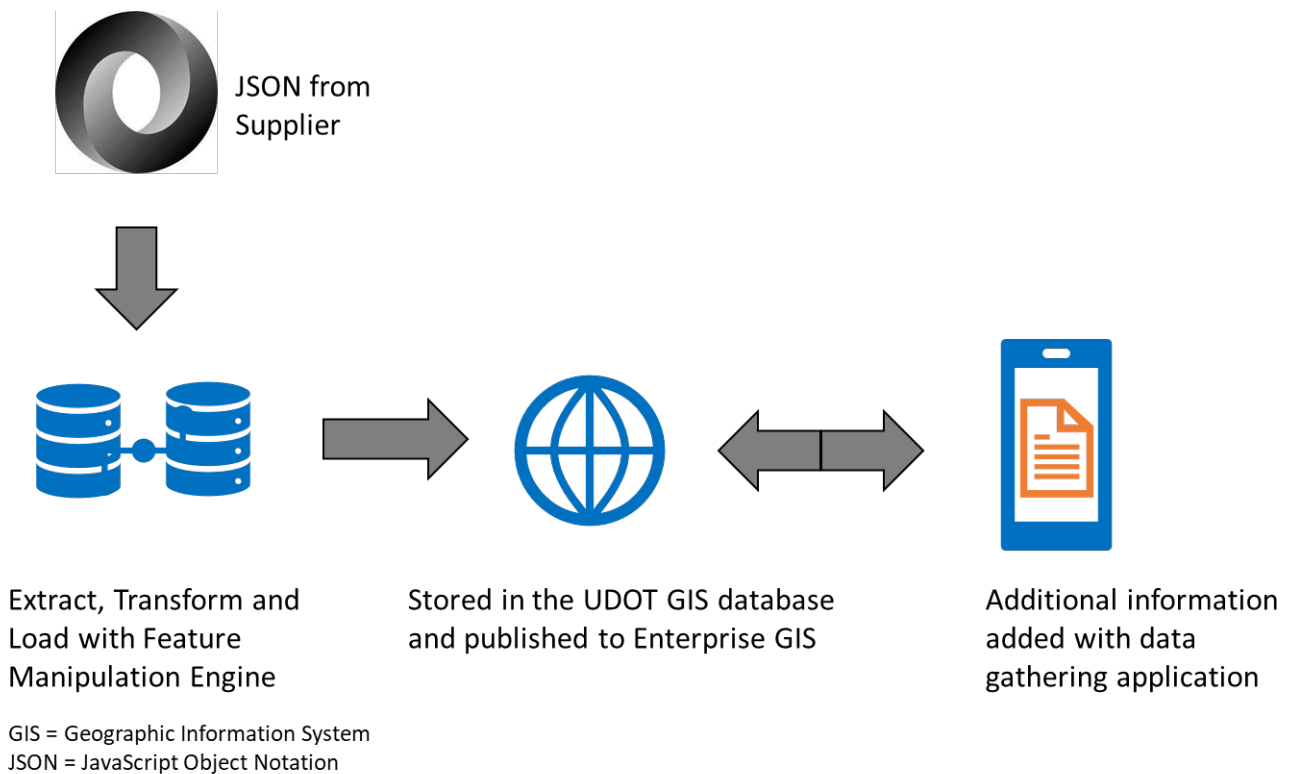 JSON from
Supplier
Extract, Transform and
Load with Feature
Manipulation Engine
Stored in the UDOT GIS database
and published to Enterprise GIS
Additional information
added with data
gathering application
GIS = Geographic Information System
JSON = JavaScript Object Notation